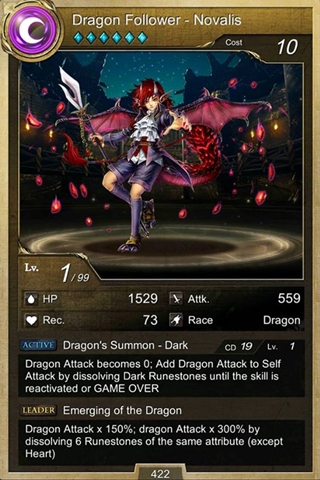 Dragon Follower - Novalis
Cost 10
Lv. 1/99
HP 1529 Attk. 559
Rec. 73 Race Dragon
ACTIVE Dragon's Summon - Dark CD 19 Lv. 1
Dragon Attack becomes 0; Add Dragon Attack to Self
Attack by dissolving Dark Runestones until the skill is
reactivated or GAME OVER
LEADER Emerging of the Dragon
Dragon Attack x 150%; dragon Attack x 300% by
dissolving 6 Runestones of the same attribute (except
Heart)
422